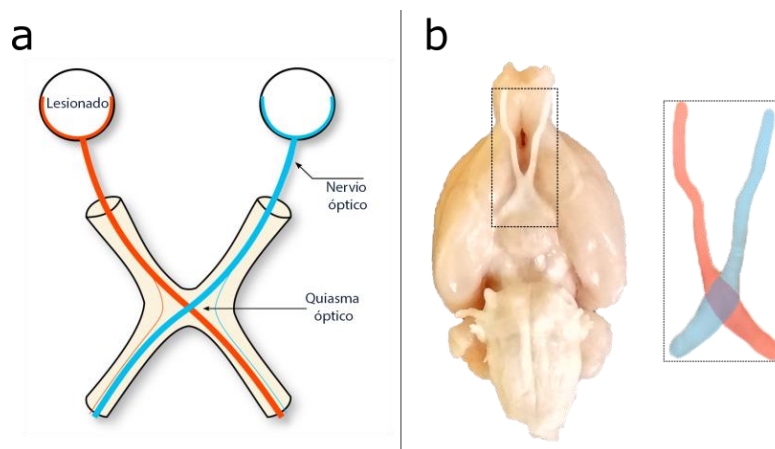 a
Lesionado
Nervio
óptico
Quiasma
óptico
b